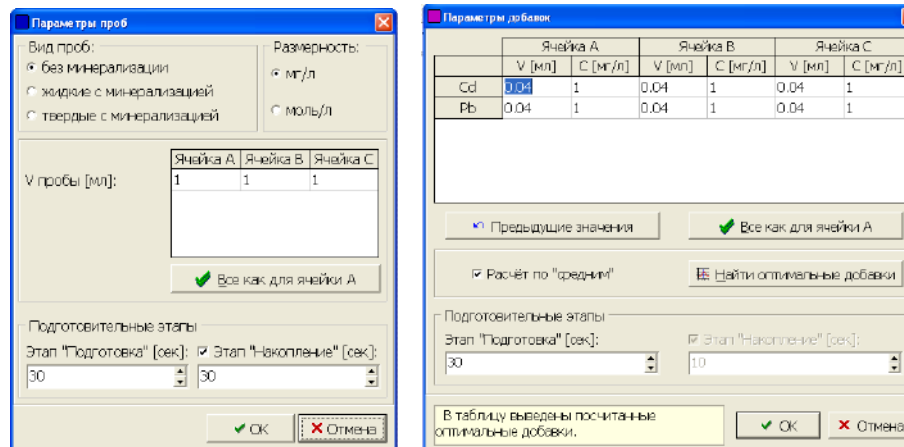 Параметры проб
Вид проб:
без минерализации
жидкие с минерализацией
твердые с минерализацией
Размерность:
мг/л
моль/л
V пробы [мл]:
Ячейка A Ячейка B Ячейка C
1 1 1
Все как для ячейки A
Подготовительные этапы
Этап "Подготовка" [сек]: Этап "Накопление" [сек]:
30 30
OK Отмена
Параметры добавок
Ячейка A Ячейка B Ячейка C
V [мл] C [мг/л] V [мл] C [мг/л] V [мл] C [мг/л]
Cd 0.04 1 0.04 1 0.04 1
Pb 0.04 1 0.04 1 0.04 1
Предыдущие значения Все как для ячейки A
Расчёт по "средним" Найти оптимальные добавки
Подготовительные этапы
Этап "Подготовка" [сек]: Этап "Накопление" [сек]:
30 10
В таблицу выведены посчитанные
оптимальные добавки.
OK Отмена